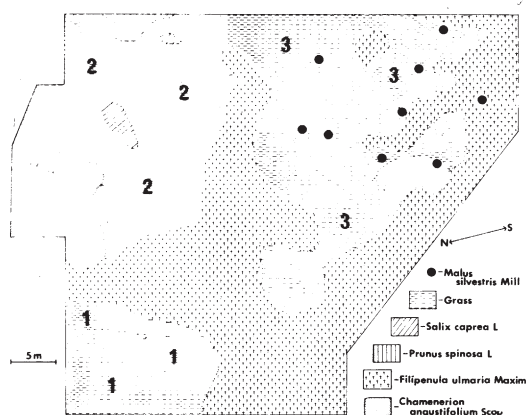 2
2
2
3
3
3
1
1
1
5 m
N S
-Malus
silvestris Mill
-Grass
-Salix caprea L
-Prunus spinosa L
-Filipenula ulmaria Maxim
-Chamenerion
angustifolium Scop